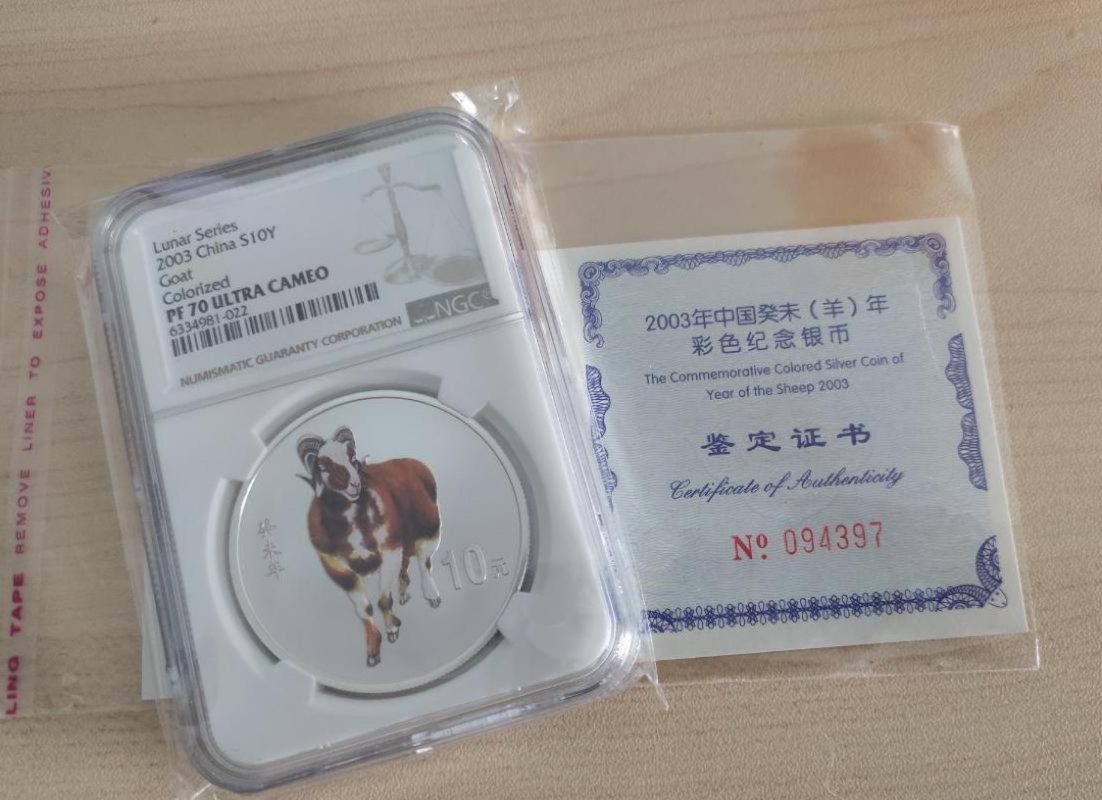 Lunar Series
2003 China S10Y
Goat
Colorized
PF 70 ULTRA CAMEO
6334981-022
NGC
NUMISMATIC GUARANTY CORPORATION
癸未年
10元
2003年中国癸未（羊）年
彩色纪念银币
The Commemorative Colored Silver Coin of
Year of the Sheep 2003
鉴定证书
Certificate of Authenticity
Nº 094397
LING TAPE REMOVE LINER TO EXPOSE ADHESIV